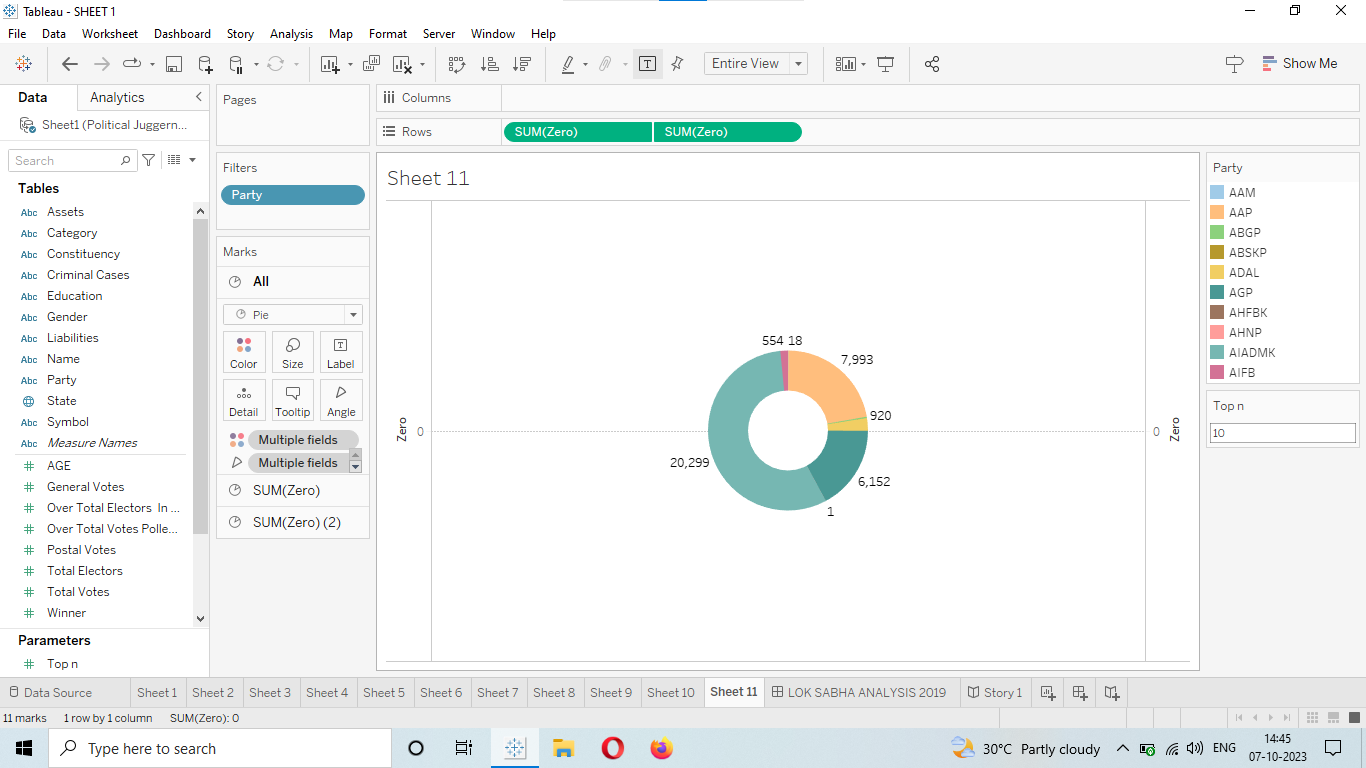 Tableau - SHEET 1
File Data Worksheet Dashboard Story Analysis Map Format Server Window Help
Entire View
Show Me
Data Analytics
Sheet1 (Political Juggern...
Search
Tables
Abc Assets
Abc Category
Abc Constituency
Abc Criminal Cases
Abc Education
Abc Gender
Abc Liabilities
Abc Name
Abc Party
State
Abc Symbol
Abc Measure Names
# AGE
# General Votes
# Over Total Electors In ...
# Over Total Votes Polle...
# Postal Votes
# Total Electors
# Total Votes
# Winner
Parameters
# Top n
Pages
Filters
Party
Marks
All
Pie
Color Size Label
Detail Tooltip Angle
Multiple fields
Multiple fields
SUM(Zero)
SUM(Zero) (2)
Columns
Rows SUM(Zero) SUM(Zero)
Sheet 11
554 18
7,993
920
Zero 0 0 Zero
20,299
6,152
1
Party
AAM
AAP
ABGP
ABSKP
ADAL
AGP
AHFBK
AHNP
AIADMK
AIFB
Top n
10
Data Source Sheet 1 Sheet 2 Sheet 3 Sheet 4 Sheet 5 Sheet 6 Sheet 7 Sheet 8 Sheet 9 Sheet 10 Sheet 11 LOK SABHA ANALYSIS 2019 Story 1
11 marks 1 row by 1 column SUM(Zero): 0
Type here to search
30°C Partly cloudy
ENG
14:45
07-10-2023